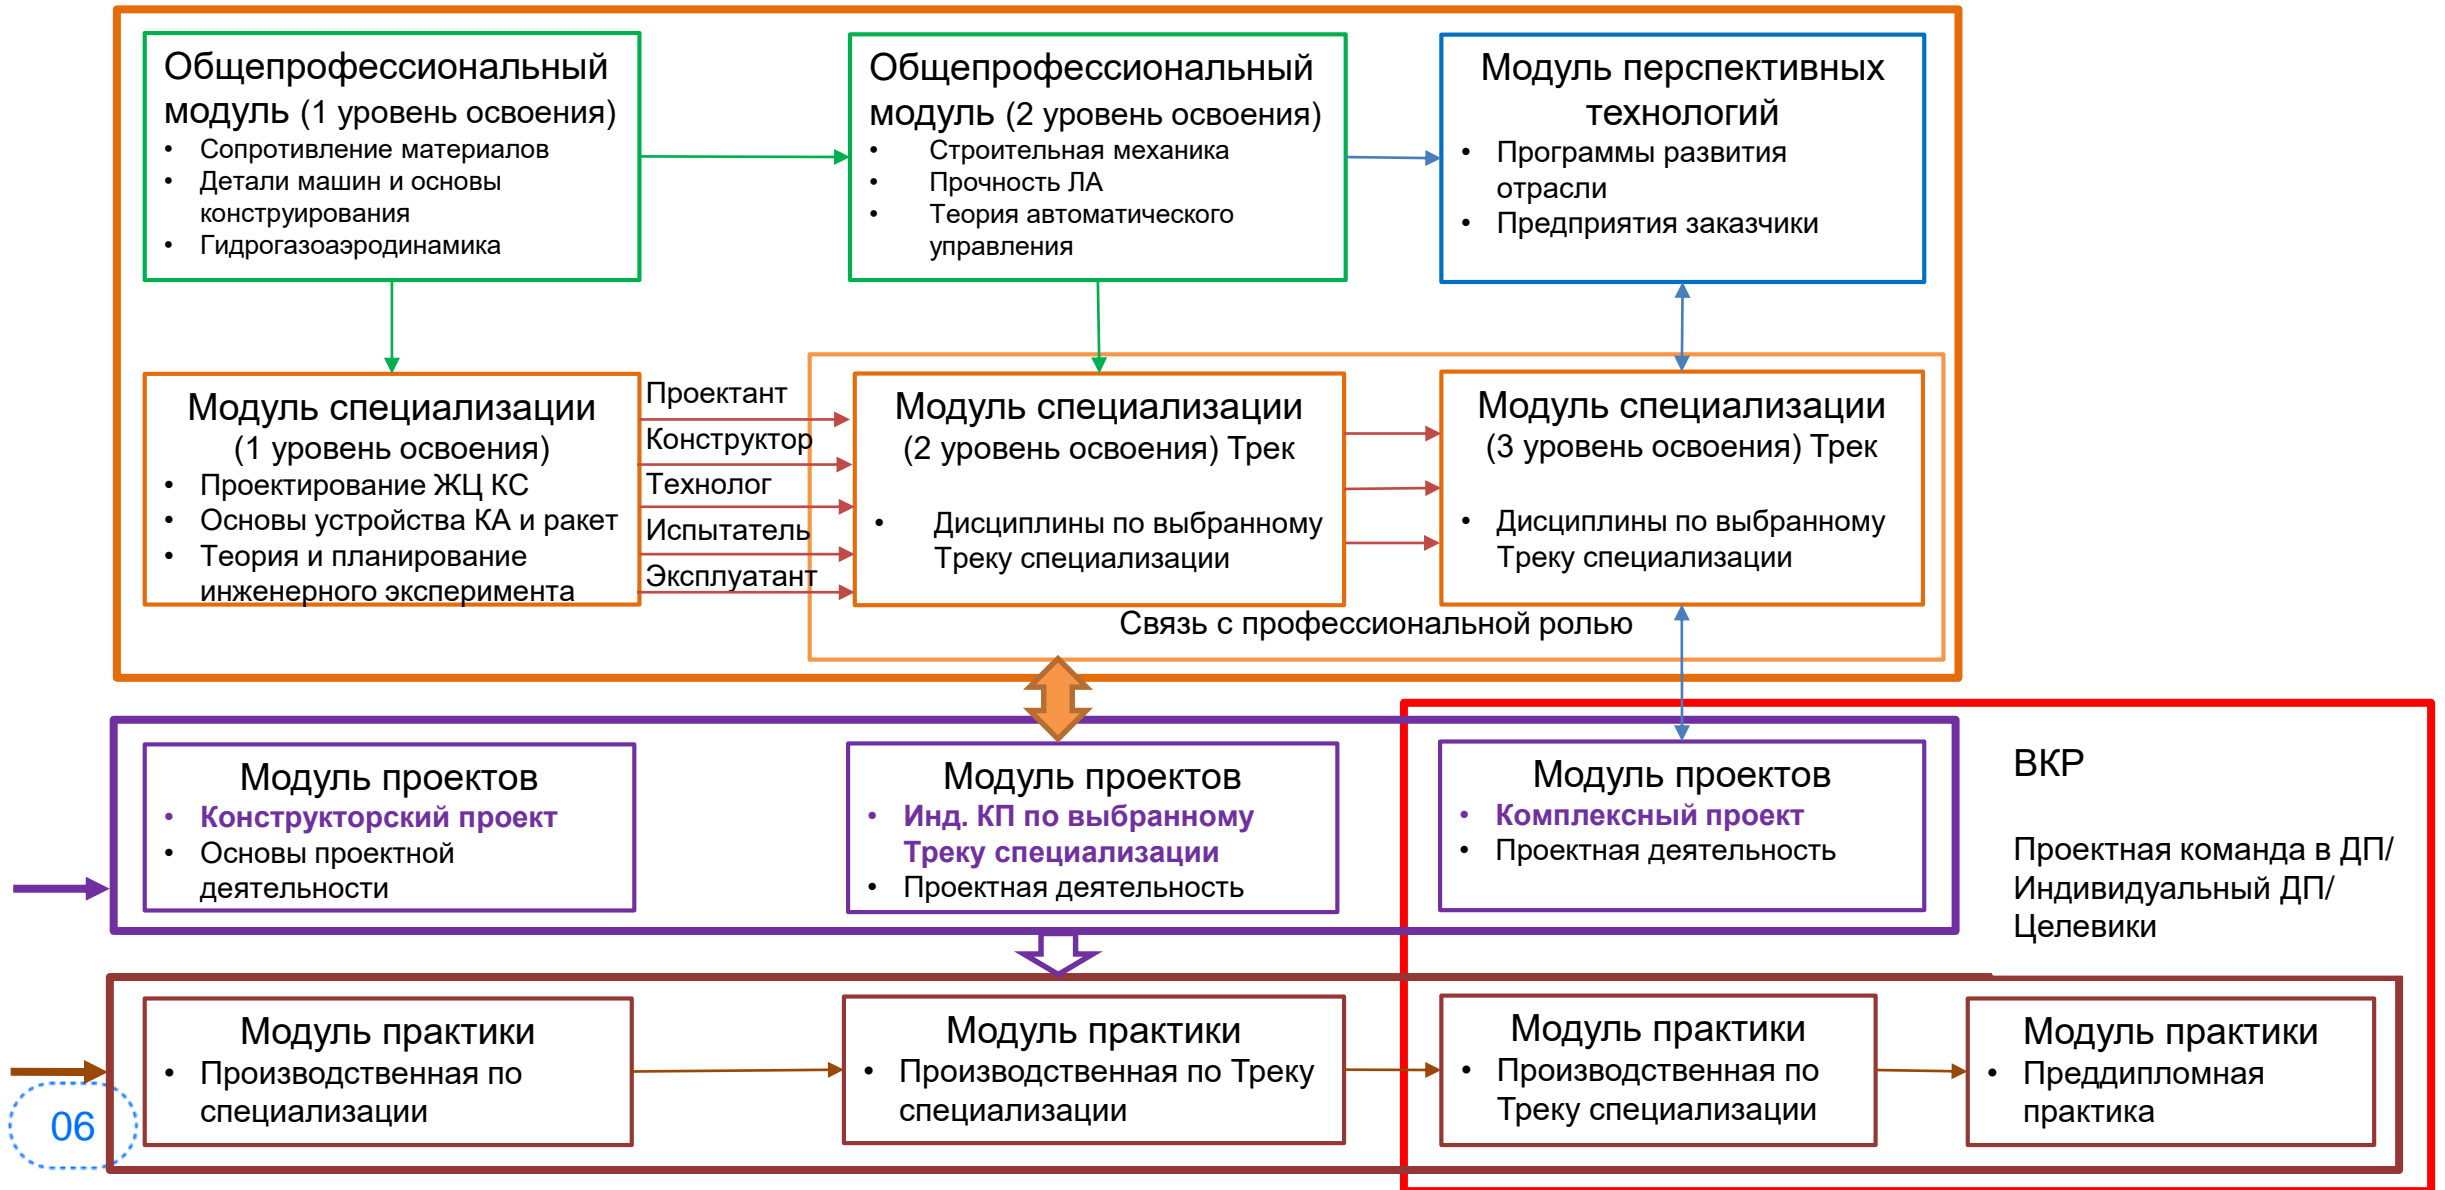 Общепрофессиональный
модуль (1 уровень освоения)
• Сопротивление материалов
• Детали машин и основы
конструирования
• Гидрогазоаэродинамика
Общепрофессиональный
модуль (2 уровень освоения)
• Строительная механика
• Прочность ЛА
• Теория автоматического
управления
Модуль перспективных
технологий
• Программы развития
отрасли
• Предприятия заказчики
Модуль специализации
(1 уровень освоения)
• Проектирование ЖЦ КС
• Основы устройства КА и ракет
• Теория и планирование
инженерного эксперимента
Проектант
Конструктор
Технолог
Испытатель
Эксплуатант
Модуль специализации
(2 уровень освоения) Трек
• Дисциплины по выбранному
Треку специализации
Модуль специализации
(3 уровень освоения) Трек
• Дисциплины по выбранному
Треку специализации
Связь с профессиональной ролью
Модуль проектов
• Конструкторский проект
• Основы проектной
деятельности
Модуль проектов
• Инд. КП по выбранному
Треку специализации
• Проектная деятельность
Модуль проектов
• Комплексный проект
• Проектная деятельность
ВКР
Проектная команда в ДП/
Индивидуальный ДП/
Целевики
Модуль практики
• Производственная по
специализации
Модуль практики
• Производственная по Треку
специализации
Модуль практики
• Производственная по
Треку специализации
Модуль практики
• Преддипломная
практика
06